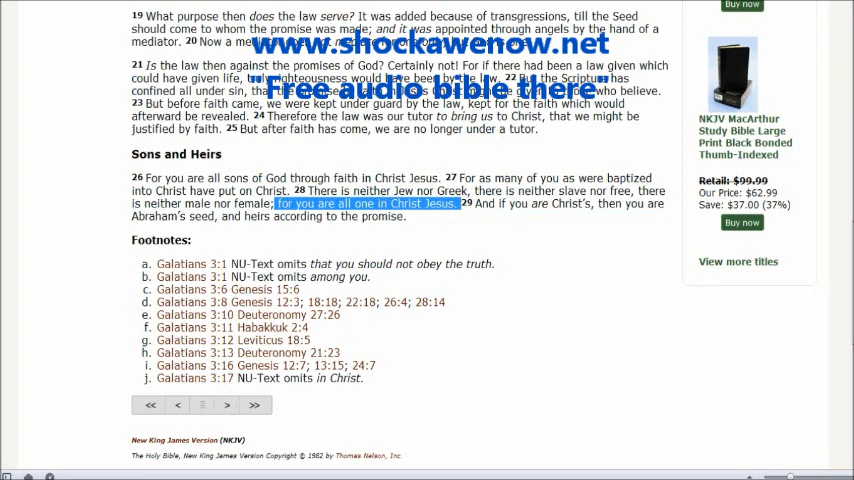 19 What purpose then does the law serve? It was added because of transgressions, till the Seed
should come to whom the promise was made; and it was appointed through angels by the hand of a
mediator. 20 Now a
www.shockawenow.net
21 Is the law then against the promises of God? Certainly not! For if there had been a law given which
could have given life, truly righteousness would have been by the law. 22 But the Scripture has
"Free audio bible there"
confined all under sin, that who believe.
23 But before faith came, we were kept under guard by the law, kept for the faith which would
afterward be revealed. 24 Therefore the law was our tutor to bring us to Christ, that we might be
justified by faith. 25 But after faith has come, we are no longer under a tutor.
Sons and Heirs
26 For you are all sons of God through faith in Christ Jesus. 27 For as many of you as were baptized
into Christ have put on Christ. 28 There is neither Jew nor Greek, there is neither slave nor free, there
is neither male nor female; for you are all one in Christ Jesus. 29 And if you are Christ's, then you are
Abraham's seed, and heirs according to the promise.
Footnotes:
a. Galatians 3:1 NU-Text omits that you should not obey the truth.
b. Galatians 3:1 NU-Text omits among you.
c. Galatians 3:6 Genesis 15:6
d. Galatians 3:8 Genesis 12:3; 18:18; 22:18; 26:4; 28:14
e. Galatians 3:10 Deuteronomy 27:26
f. Galatians 3:11 Habakkuk 2:4
g. Galatians 3:12 Leviticus 18:5
h. Galatians 3:13 Deuteronomy 21:23
i. Galatians 3:16 Genesis 12:7; 13:15; 24:7
j. Galatians 3:17 NU-Text omits in Christ.
<< < > >>
New King James Version (NKJV)
The Holy Bible, New King James Version Copyright © 1982 by Thomas Nelson, Inc.
Buy now
NKJV MacArthur
Study Bible Large
Print Black Bonded
Thumb-Indexed
Retail: $99.99
Our Price: $62.99
Save: $37.00 (37%)
Buy now
View more titles